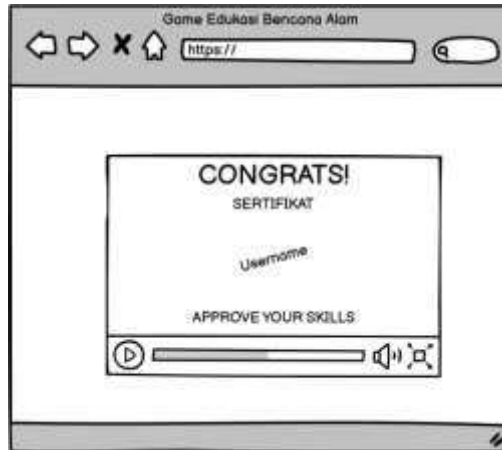 Game Edukasi Bencana Alam
https://
CONGRATS!
SERTIFIKAT
Username
APPROVE YOUR SKILLS